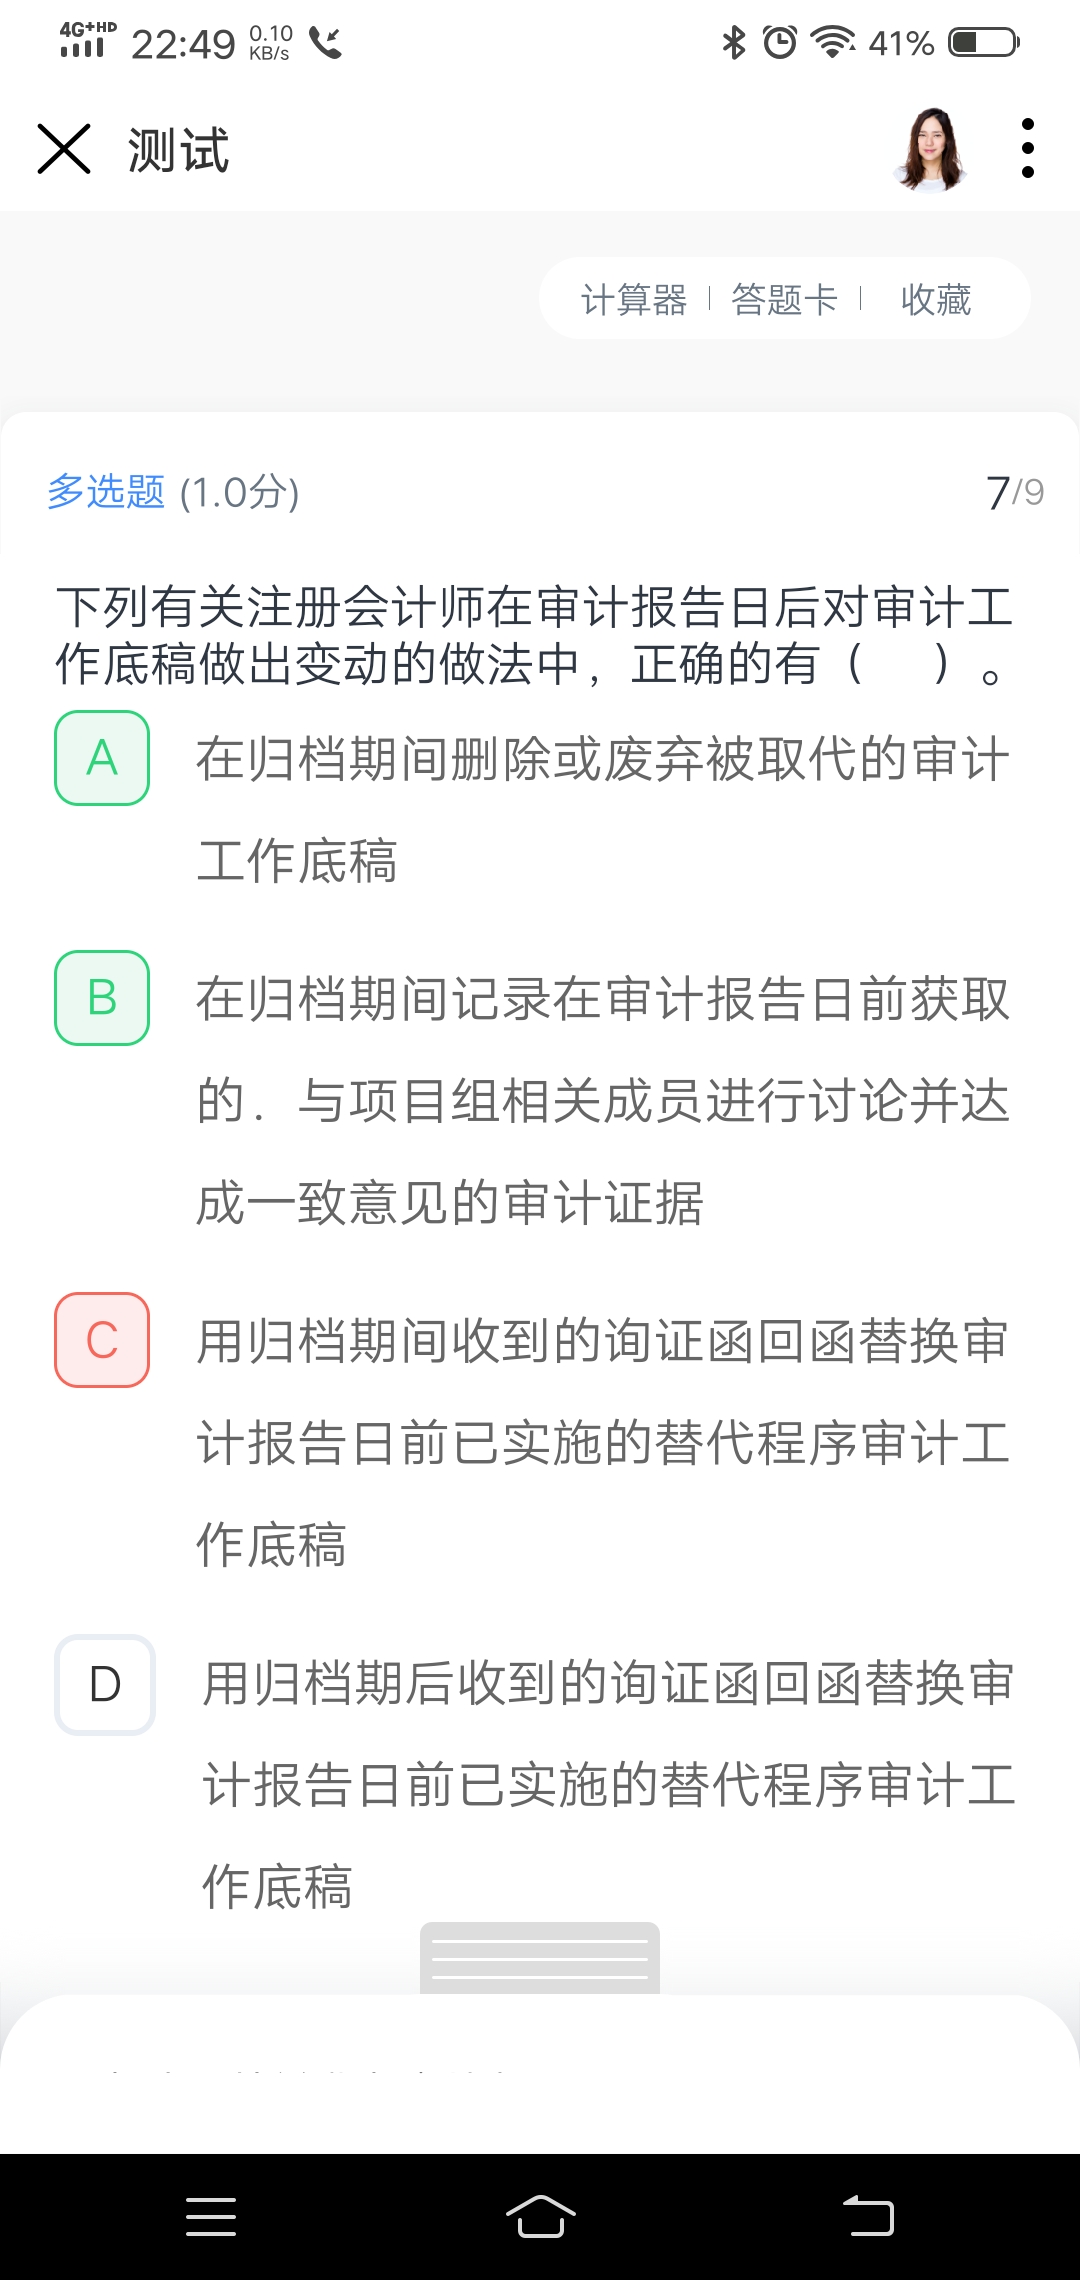 4G+HD 22:49 0.10 KB/s 41%
测试
计算器 答题卡 收藏
多选题 (1.0分) 7/9
下列有关注册会计师在审计报告日后对审计工
作底稿做出变动的做法中，正确的有（ ）。
A 在归档期间删除或废弃被取代的审计
工作底稿
B 在归档期间记录在审计报告日前获取
的．与项目组相关成员进行讨论并达
成一致意见的审计证据
C 用归档期间收到的询证函回函替换审
计报告日前已实施的替代程序审计工
作底稿
D 用归档期后收到的询证函回函替换审
计报告日前已实施的替代程序审计工
作底稿